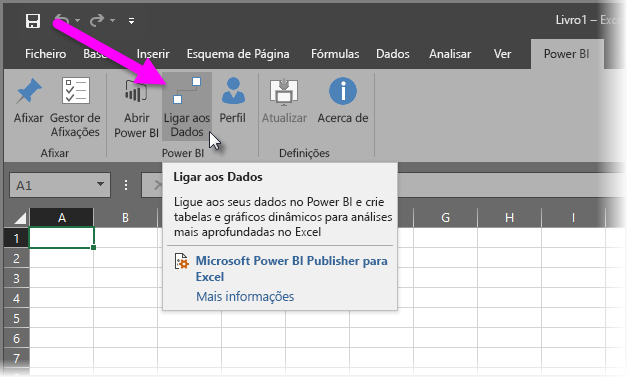 Livro1 – Exce
Ficheiro Base Inserir Esquema de Página Fórmulas Dados Analisar Ver Power BI
Afixar Gestor de Afixações Abrir Power BI Ligar aos Dados Perfil Atualizar Acerca de
Afixar Power BI Definições
A1
Ligar aos Dados
Ligue aos seus dados no Power BI e crie
tabelas e gráficos dinâmicos para análises
mais aprofundadas no Excel
Microsoft Power BI Publisher para
Excel
Mais informações
A B G H I
1
2
3
4
5
6
7